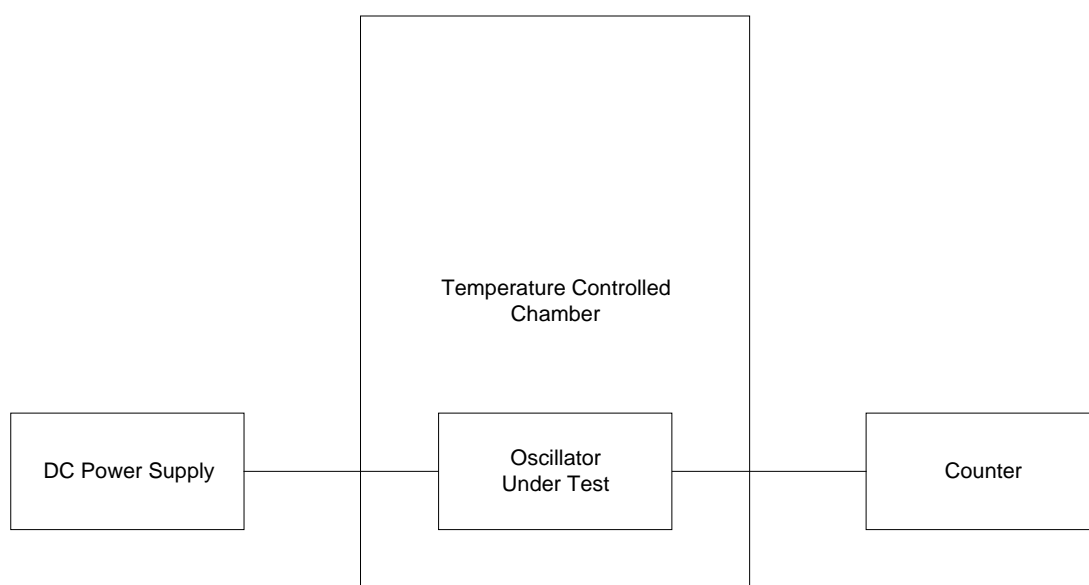 Temperature Controlled
Chamber
DC Power Supply
Oscillator
Under Test
Counter